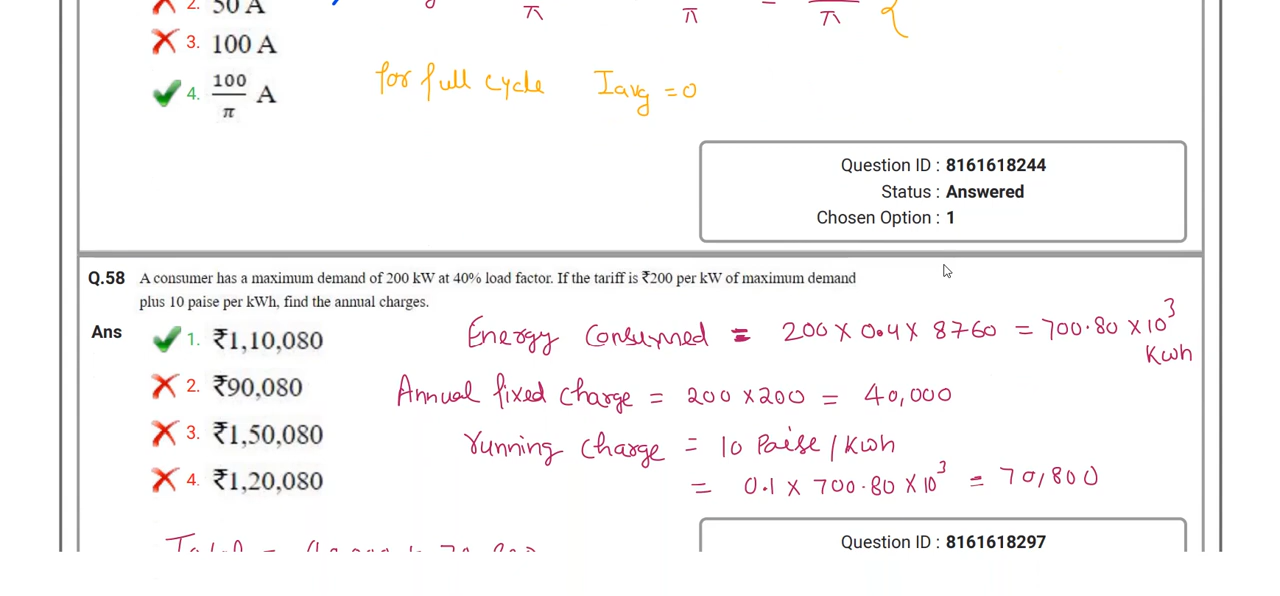 2. 50 A
π π = π
3. 100 A
4. 100/π A
for full cycle Iavg = 0
Question ID : 8161618244
Status : Answered
Chosen Option : 1
Q.58 A consumer has a maximum demand of 200 kW at 40% load factor. If the tariff is ₹200 per kW of maximum demand
plus 10 paise per kWh, find the annual charges.
Ans
1. ₹1,10,080
2. ₹90,080
3. ₹1,50,080
4. ₹1,20,080
Energy Consumed = 200 X 0.4 X 8760 = 700.80 X 10³
Kwh
Annual fixed charge = 200 X 200 = 40,000
running charge = 10 Paise / Kwh
= 0.1 X 700.80 X 10³ = 70,800
Question ID : 8161618297